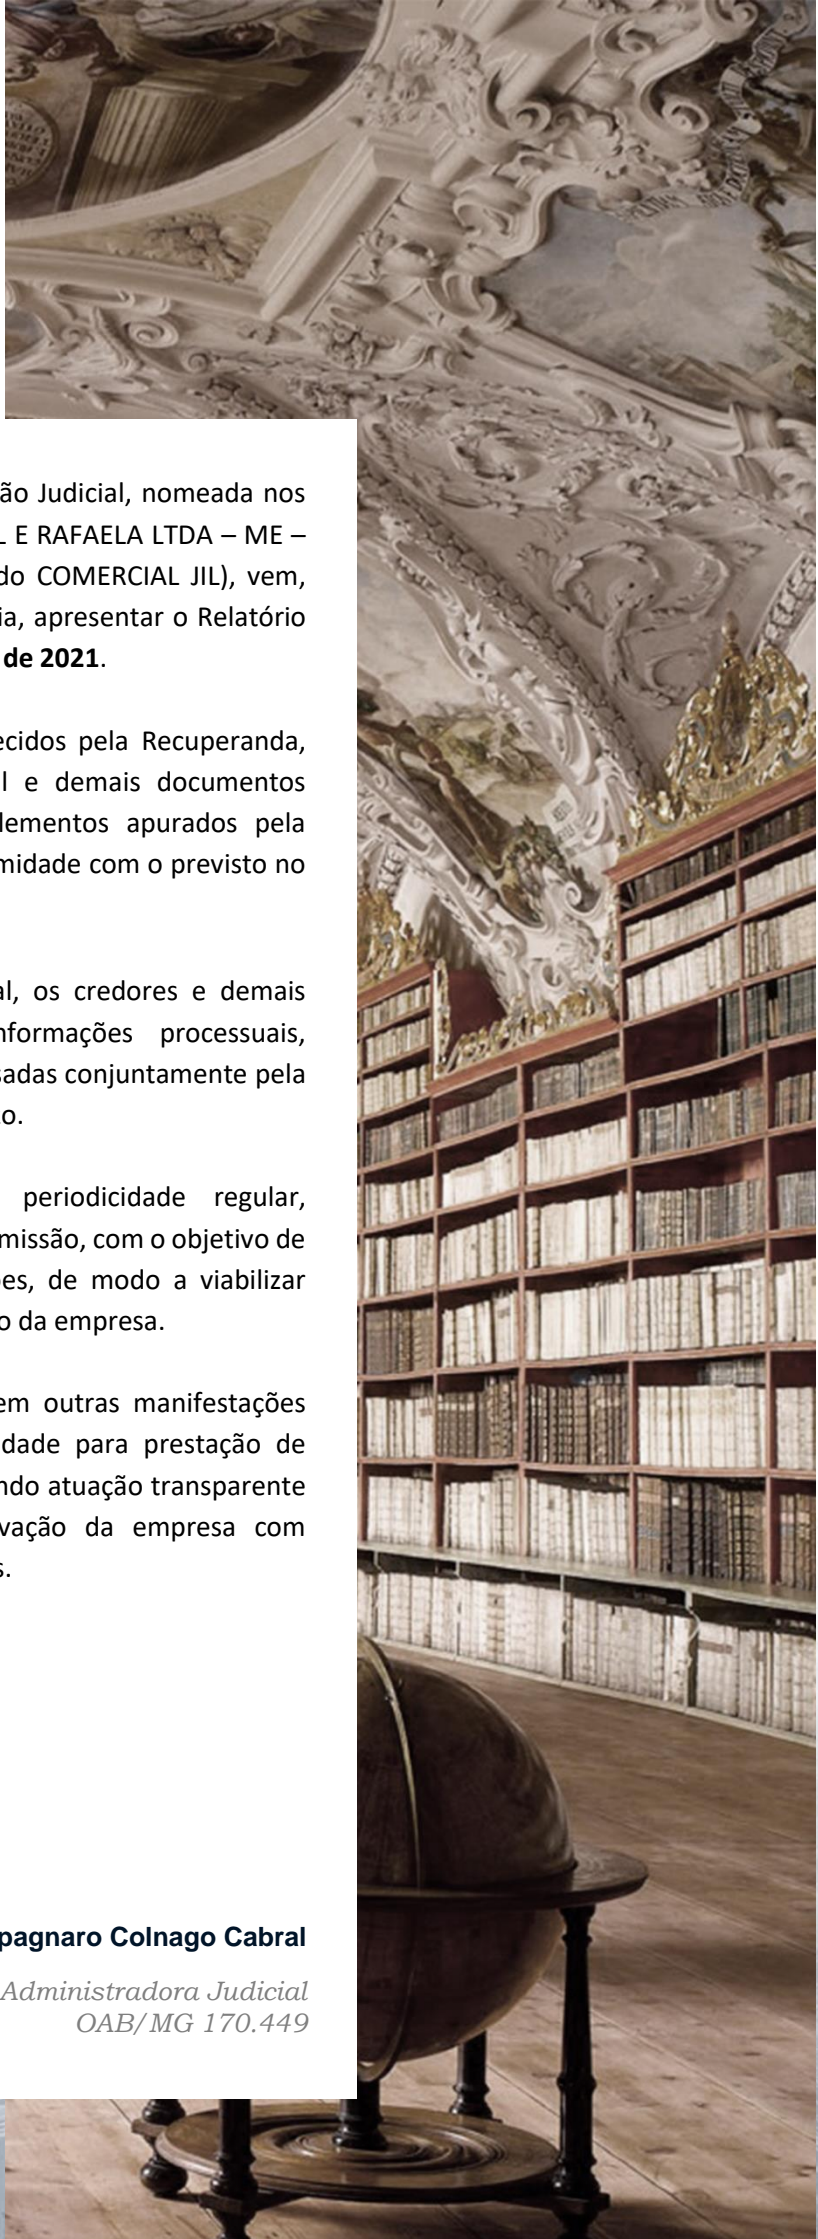 ão Judicial, nomeada nos
L E RAFAELA LTDA – ME –
do COMERCIAL JIL), vem,
ia, apresentar o Relatório
de 2021.
ecidos pela Recuperanda,
l e demais documentos
lementos apurados pela
midade com o previsto no
al, os credores e demais
nformações processuais,
sadas conjuntamente pela
o.
periodicidade regular,
missão, com o objetivo de
es, de modo a viabilizar
o da empresa.
em outras manifestações
dade para prestação de
ndo atuação transparente
vação da empresa com
s.
pagnaro Colnago Cabral
Administradora Judicial
OAB/MG 170.449